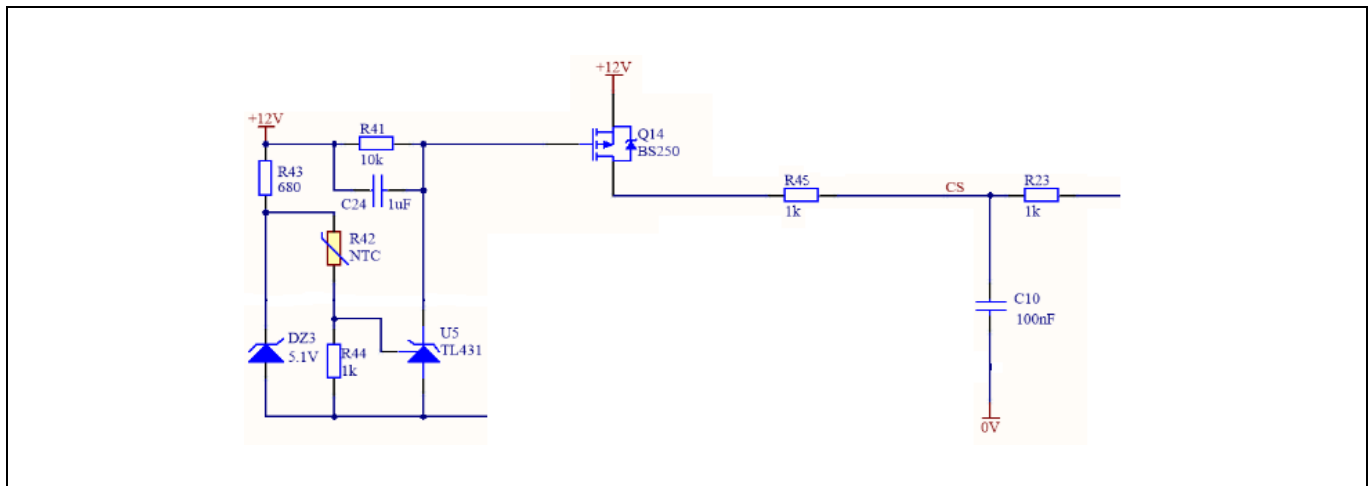 +12V
Q14
BS250
+12V
R41
10k
R43
680
C24
1uF
R42
NTC
R45
1k
CS
R23
1k
DZ3
5.1V
R44
1k
U5
TL431
C10
100nF
0V